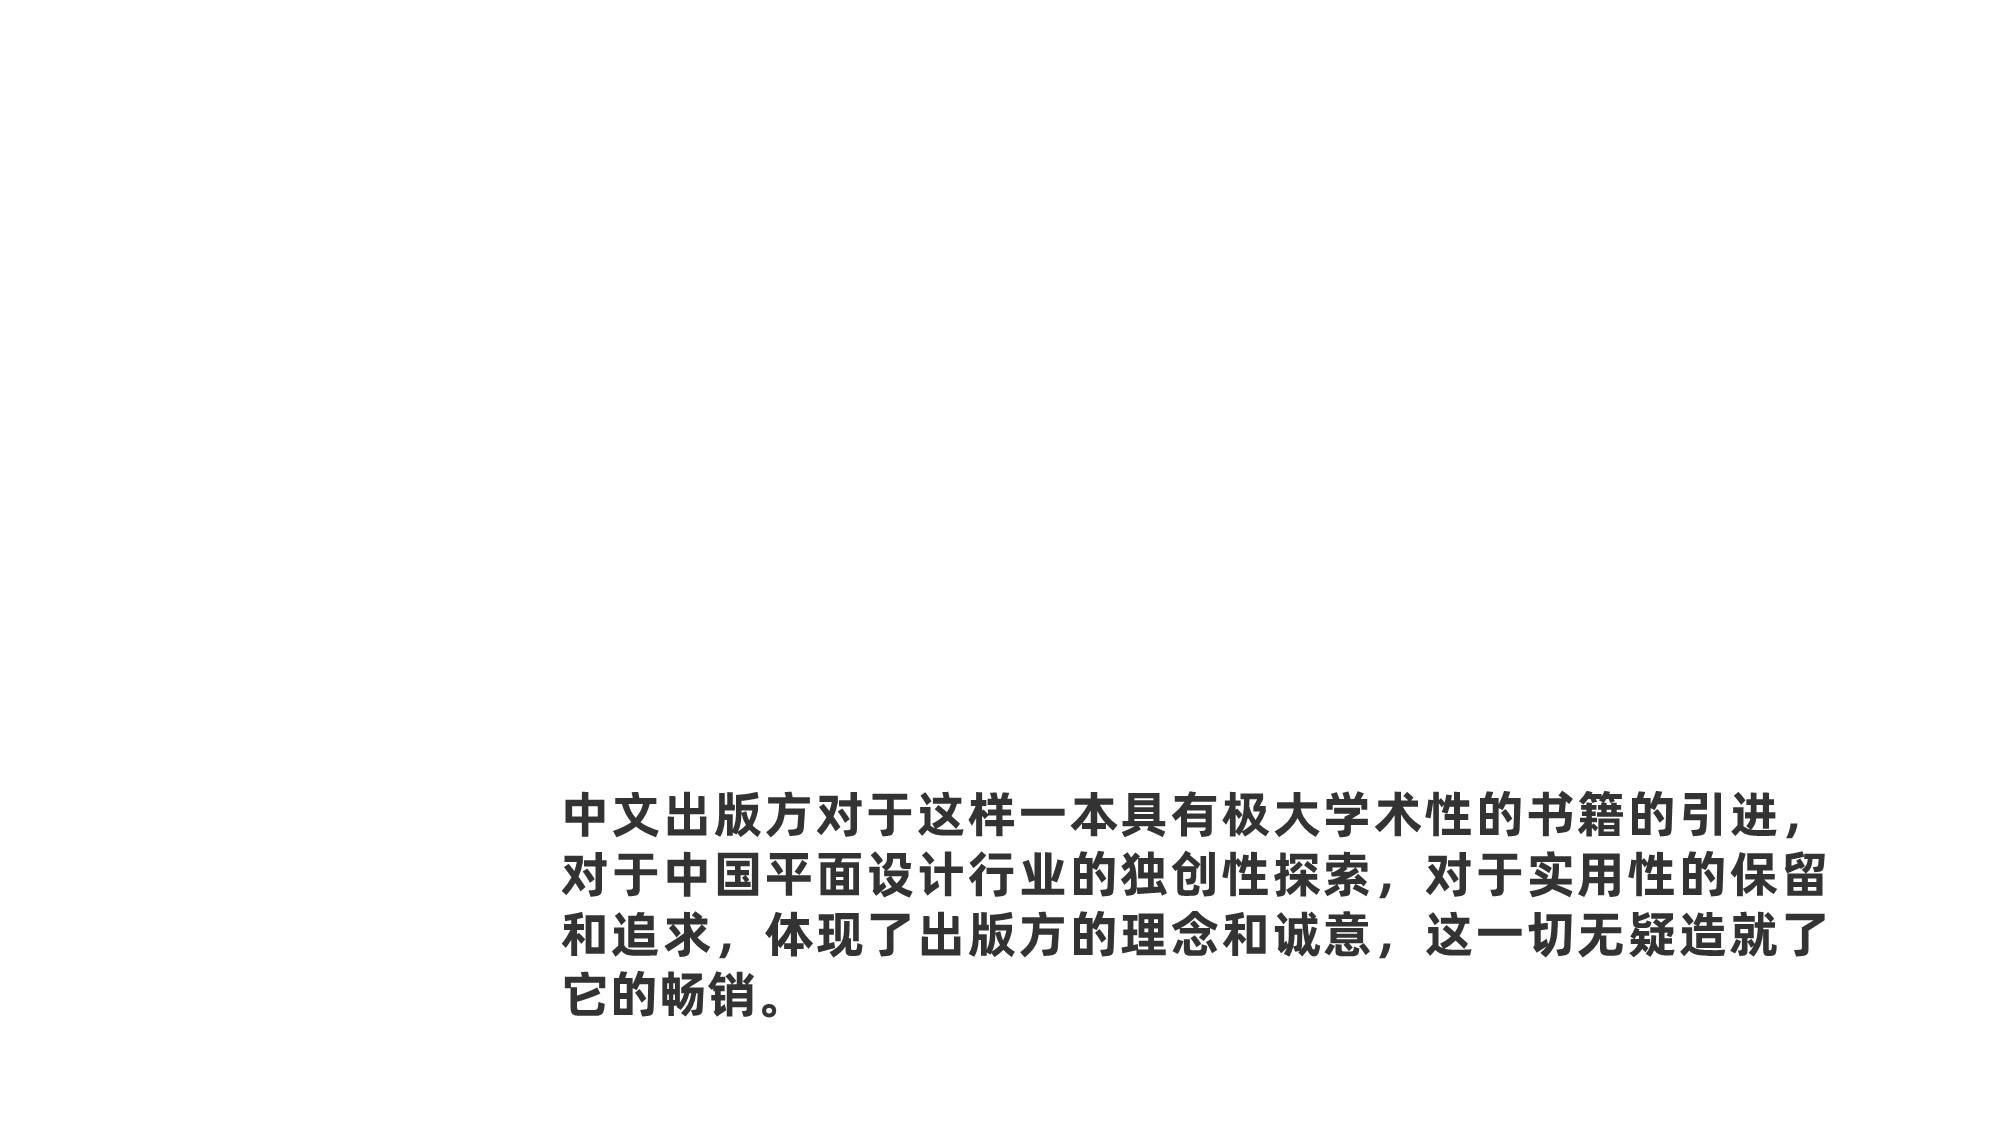 中文出版方对于这样一本具有极大学术性的书籍的引进，
对于中国平面设计行业的独创性探索，对于实用性的保留
和追求，体现了出版方的理念和诚意，这一切无疑造就了
它的畅销。